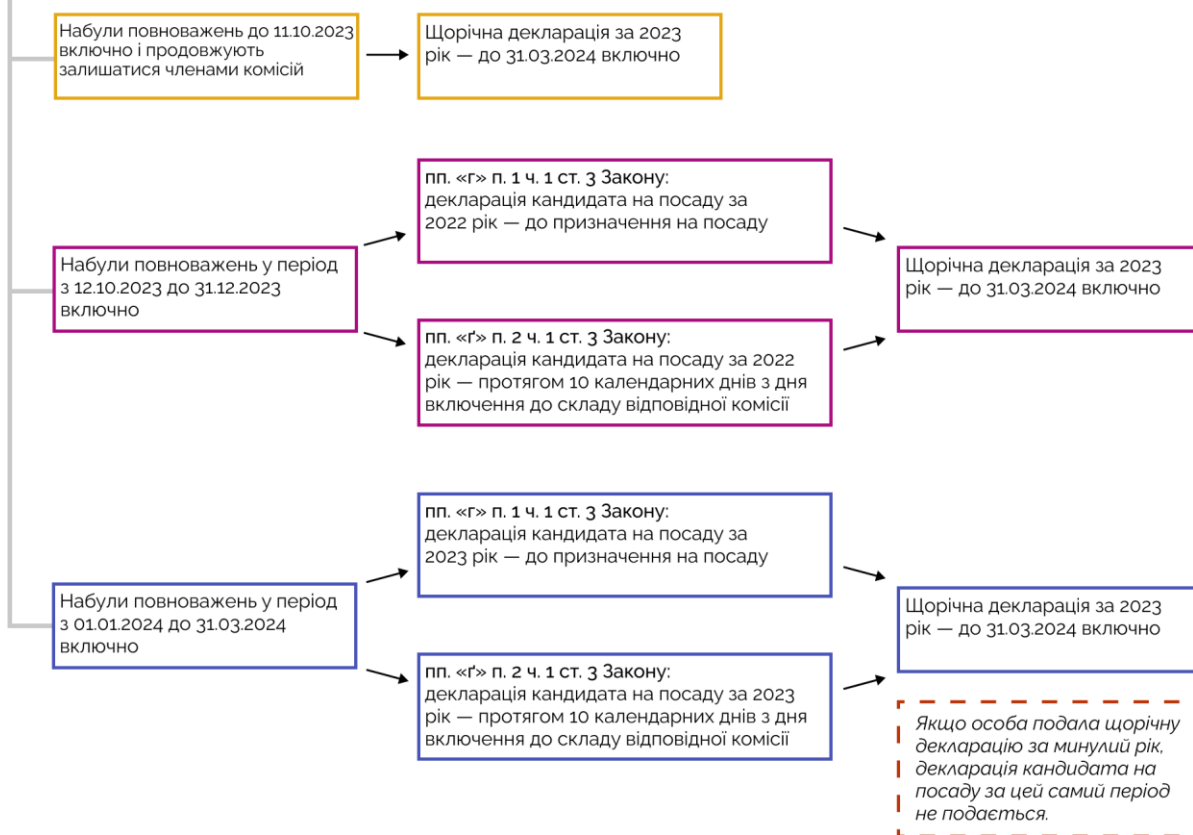 Набули повноважень до 11.10.2023
включно і продовжують
залишатися членами комісій
Щорічна декларація за 2023
рік — до 31.03.2024 включно
Набули повноважень у період
з 12.10.2023 до 31.12.2023
включно
пп. «г» п. 1 ч. 1 ст. 3 Закону:
декларація кандидата на посаду за
2022 рік — до призначення на посаду
пп. «ґ» п. 2 ч. 1 ст. 3 Закону:
декларація кандидата на посаду за 2022
рік — протягом 10 календарних днів з дня
включення до складу відповідної комісії
Щорічна декларація за 2023
рік — до 31.03.2024 включно
Набули повноважень у період
з 01.01.2024 до 31.03.2024
включно
пп. «г» п. 1 ч. 1 ст. 3 Закону:
декларація кандидата на посаду за
2023 рік — до призначення на посаду
пп. «ґ» п. 2 ч. 1 ст. 3 Закону:
декларація кандидата на посаду за 2023
рік — протягом 10 календарних днів з дня
включення до складу відповідної комісії
Щорічна декларація за 2023
рік — до 31.03.2024 включно
Якщо особа подала щорічну
декларацію за минулий рік,
декларація кандидата на
посаду за цей самий період
не подається.